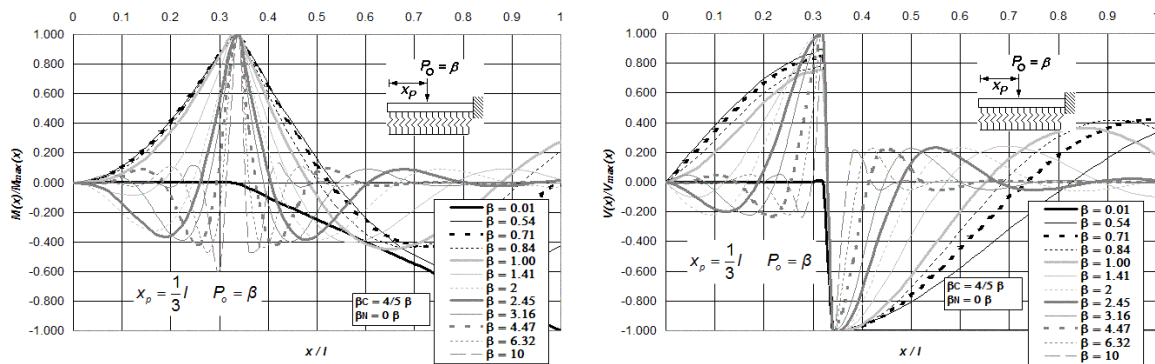 0 0.1 0.2 0.3 0.4 0.5 0.6 0.7 0.8 0.9 1
1.000
0.800
0.600
0.400
0.200
0.000
-0.200
-0.400
-0.600
-0.800
-1.000
M(x)/Mmax(x)
Po = β
xP
xp = 1/3 l Po = β
βC = 4/5 β
βN = 0 β
β = 0.01
β = 0.54
β = 0.71
β = 0.84
β = 1.00
β = 1.41
β = 2
β = 2.45
β = 3.16
β = 4.47
β = 6.32
β = 10
x / l
0 0.1 0.2 0.3 0.4 0.5 0.6 0.7 0.8 0.9 1
1.000
0.800
0.600
0.400
0.200
0.000
-0.200
-0.400
-0.600
-0.800
-1.000
V(x)/Vmax(x)
Po = β
xP
xp = 1/3 l Po = β
βC = 4/5 β
βN = 0 β
β = 0.01
β = 0.54
β = 0.71
β = 0.84
β = 1.00
β = 1.41
β = 2
β = 2.45
β = 3.16
β = 4.47
β = 6.32
β = 10
x / l